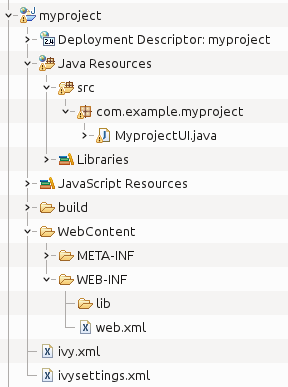 myproject
Deployment Descriptor: myproject
Java Resources
src
com.example.myproject
MyprojectUI.java
Libraries
JavaScript Resources
build
WebContent
META-INF
WEB-INF
lib
web.xml
ivy.xml
ivysettings.xml